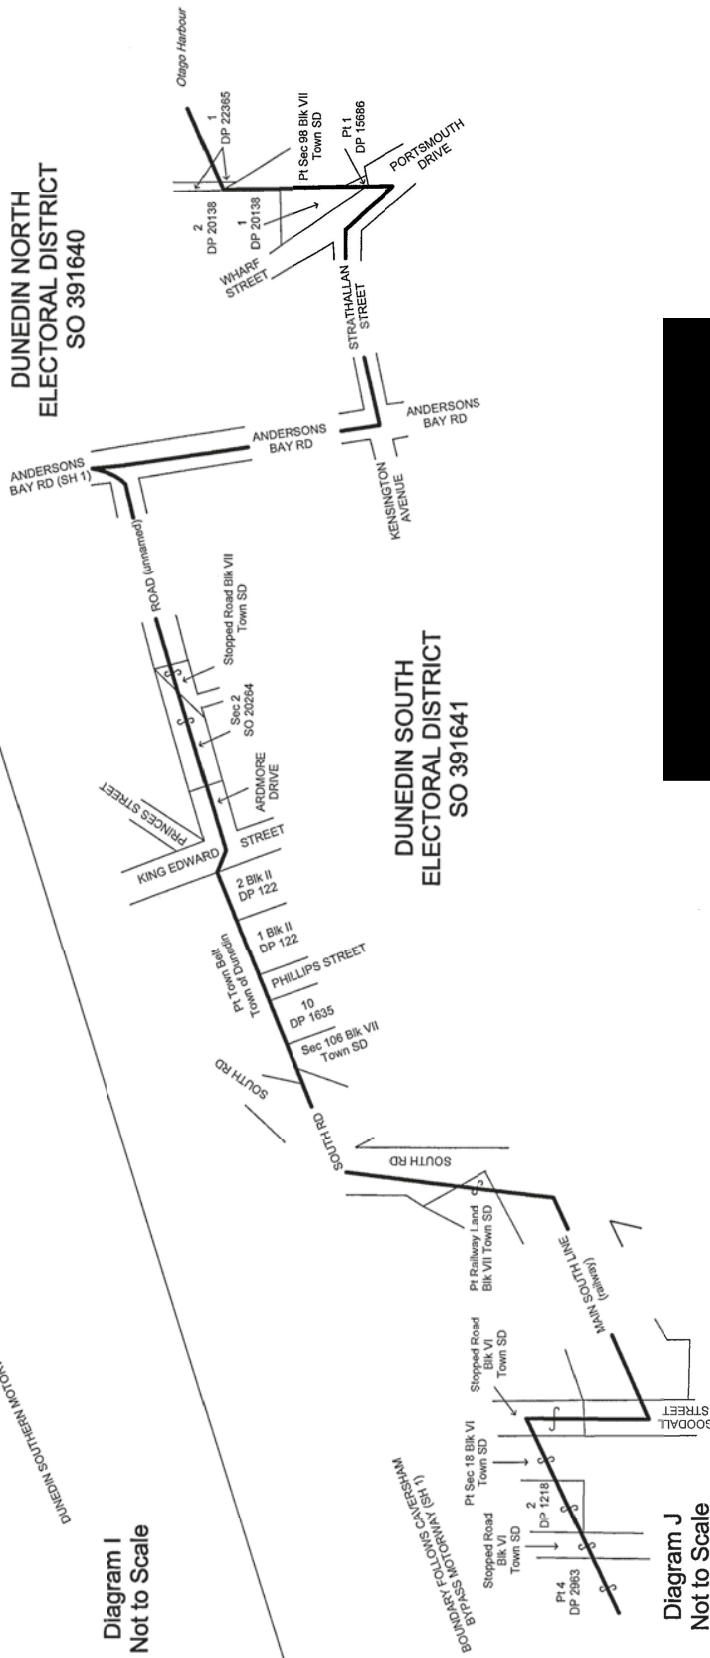 Otago Harbour
DUNEDIN NORTH
ELECTORAL DISTRICT
SO 391640
1
DP 22365
2
DP 20138
1
DP 20138
Pt Sec 98 Blk VII
Town SD
Pt 1
DP 15686
PORTSMOUTH
DRIVE
WHARF
STREET
STRATHALLAN
STREET
ANDERSONS
BAY RD (SH 1)
ANDERSONS
BAY RD
ANDERSONS
BAY RD
KENSINGTON
AVENUE
ROAD (unnamed)
Stopped Road Blk VII
Town SD
Sec 2
SO 20264
ARDMORE
DRIVE
PRINCES STREET
KING EDWARD
STREET
DUNEDIN SOUTH
ELECTORAL DISTRICT
SO 391641
2 Blk II
DP 122
1 Blk II
DP 122
Pt Town Belt
Town of Dunedin
PHILLIPS STREET
10
DP 1635
Sec 106 Blk VII
Town SD
SOUTH RD
SOUTH RD
SOUTH RD
Pt Railway Land
Blk VII Town SD
MAIN SOUTH LINE
(railway)
Stopped Road
Blk VI
Town SD
GOODALL
STREET
Pt Sec 18 Blk VI
Town SD
2
DP 1218
Stopped Road
Blk VI
Town SD
Pt 4
DP 2963
BOUNDARY FOLLOWS CAVERSHAM
BYPASS MOTORWAY (SH 1)
DUNEDIN SOUTHERN MOTOR
Diagram I
Not to Scale
Diagram J
Not to Scale